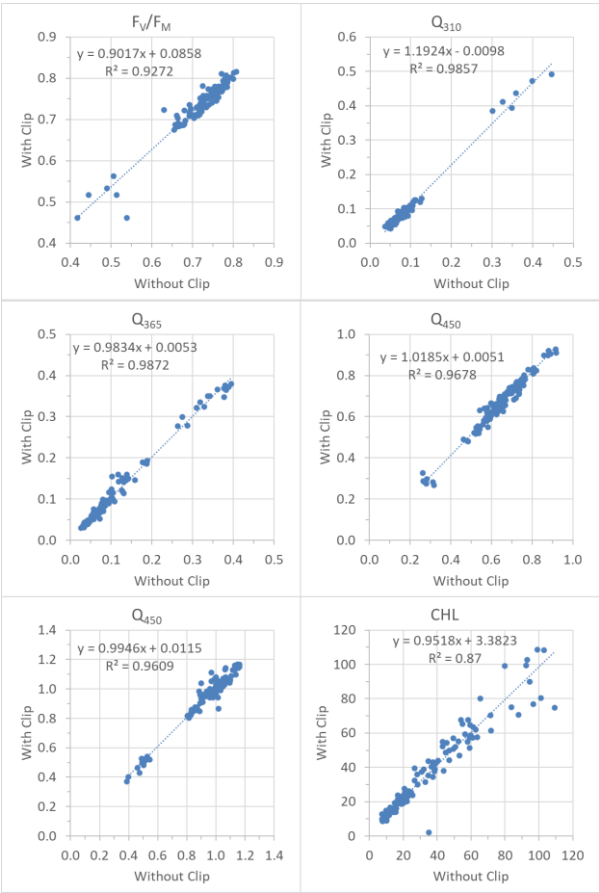 F_V/F_M
y = 0.9017x + 0.0858
R² = 0.9272
With Clip
0.9
0.8
0.7
0.6
0.5
0.4
0.4 0.5 0.6 0.7 0.8 0.9
Without Clip
Q310
y = 1.1924x - 0.0098
R² = 0.9857
With Clip
0.6
0.5
0.4
0.3
0.2
0.1
0.0
0.0 0.1 0.2 0.3 0.4 0.5
Without Clip
Q365
y = 0.9834x + 0.0053
R² = 0.9872
With Clip
0.5
0.4
0.3
0.2
0.1
0.0
0.0 0.1 0.2 0.3 0.4 0.5
Without Clip
Q450
y = 1.0185x + 0.0051
R² = 0.9678
With Clip
1.0
0.8
0.6
0.4
0.2
0.0
0.0 0.2 0.4 0.6 0.8 1.0
Without Clip
Q450
y = 0.9946x + 0.0115
R² = 0.9609
With Clip
1.4
1.2
1.0
0.8
0.6
0.4
0.2
0.0
0.0 0.2 0.4 0.6 0.8 1.0 1.2 1.4
Without Clip
CHL
y = 0.9518x + 3.3823
R² = 0.87
With Clip
120
100
80
60
40
20
0
0 20 40 60 80 100 120
Without Clip